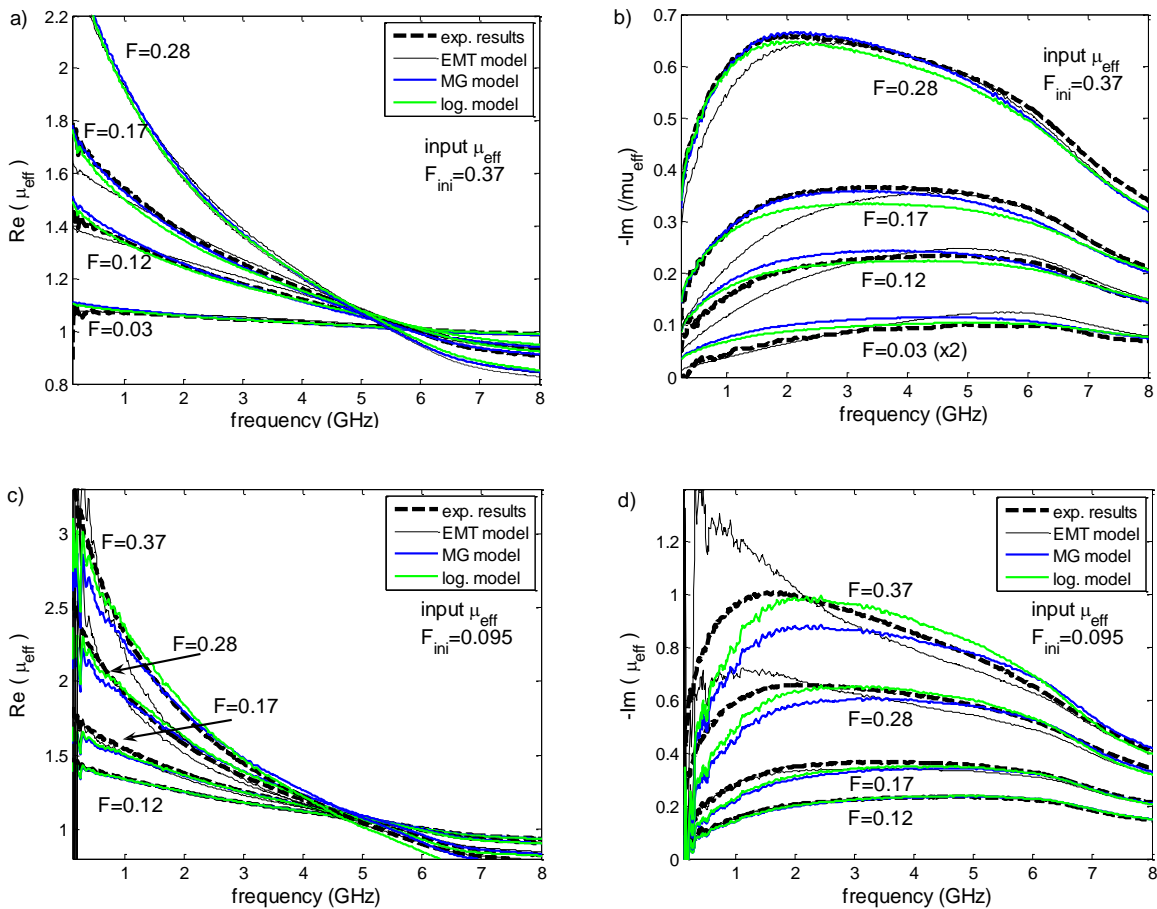 a)
2.2
2
1.8
1.6
1.4
1.2
1
0.8
Re ( μeff)
F=0.28
F=0.17
F=0.12
F=0.03
exp. results
EMT model
MG model
log. model
input μeff
Fini=0.37
1 2 3 4 5 6 7 8
frequency (GHz)
b)
0.7
0.6
0.5
0.4
0.3
0.2
0.1
0
-Im (/mueff)
input μeff
Fini=0.37
F=0.28
F=0.17
F=0.12
F=0.03 (x2)
1 2 3 4 5 6 7 8
frequency (GHz)
c)
3
2.5
2
1.5
1
Re ( μeff)
F=0.37
F=0.28
F=0.17
F=0.12
exp. results
EMT model
MG model
log. model
input μeff
Fini=0.095
1 2 3 4 5 6 7 8
frequency (GHz)
d)
1.2
1
0.8
0.6
0.4
0.2
0
-Im ( μeff)
exp. results
EMT model
MG model
log. model
input μeff
Fini=0.095
F=0.37
F=0.28
F=0.17
F=0.12
1 2 3 4 5 6 7 8
frequency (GHz)